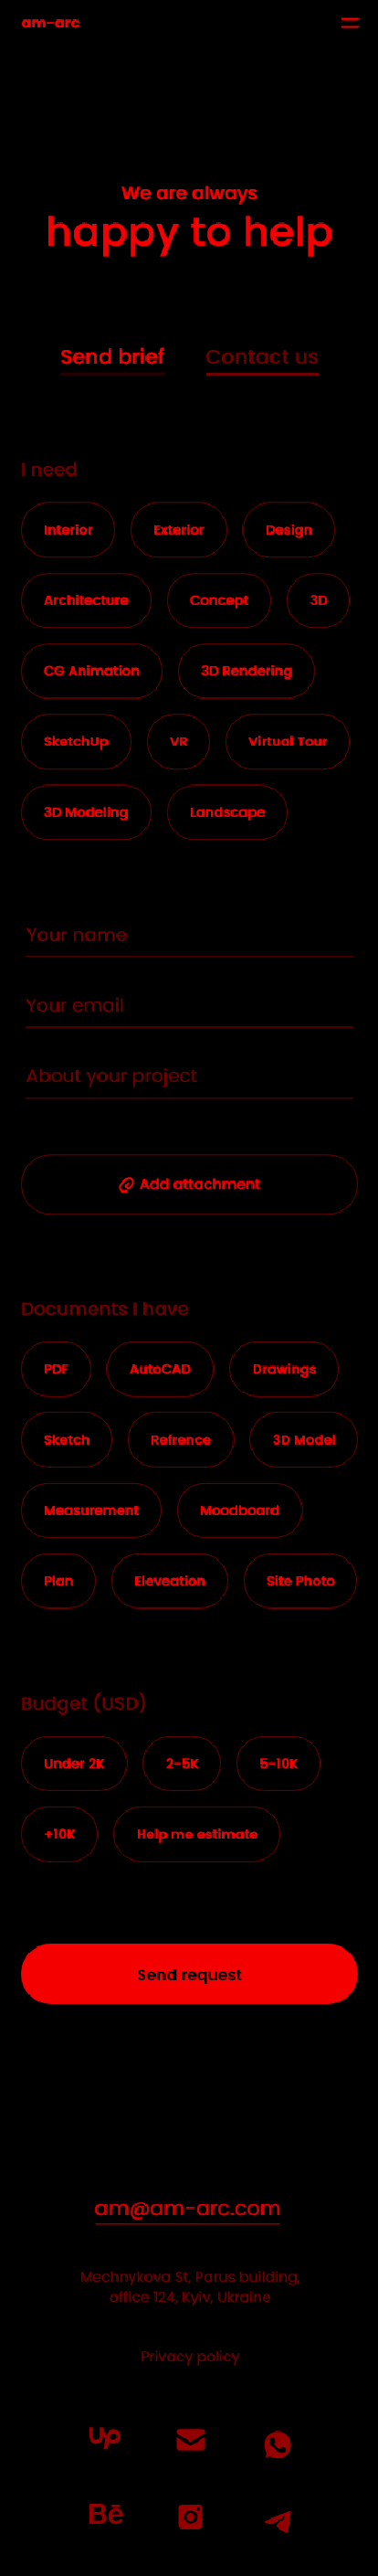 am-arc
We are always
happy to help
Send brief Contact us
I need
Interior Exterior Design
Architecture Concept 3D
CG Animation 3D Rendering
SketchUp VR Virtual Tour
3D Modeling Landscape
Your name
Your email
About your project
Add attachment
Documents I have
PDF AutoCAD Drawings
Sketch Refrence 3D Model
Measurement Moodboard
Plan Eleveation Site Photo
Budget (USD)
Under 2K 2-5K 5-10K
+10K Help me estimate
Send request
am@am-arc.com
Mechnykova St, Parus building,
office 124, Kyiv, Ukraine
Privacy policy
up
Bē